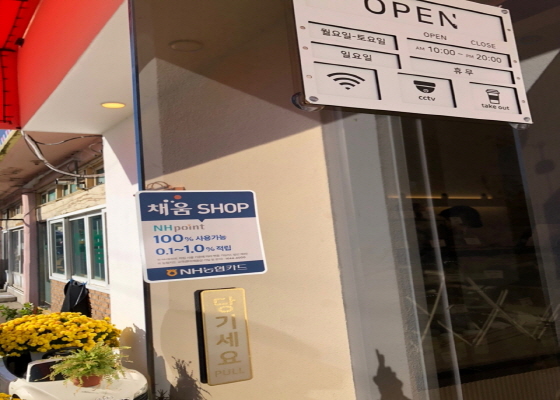 OPEN
OPEN CLOSE
월요일-토요일 AM 10:00 ~ PM 20:00
일요일 휴무
cctv
take out
채움 SHOP
NHpoint
100% 사용가능
0.1~1.0% 적립
NH농협카드
당기세요
PULL